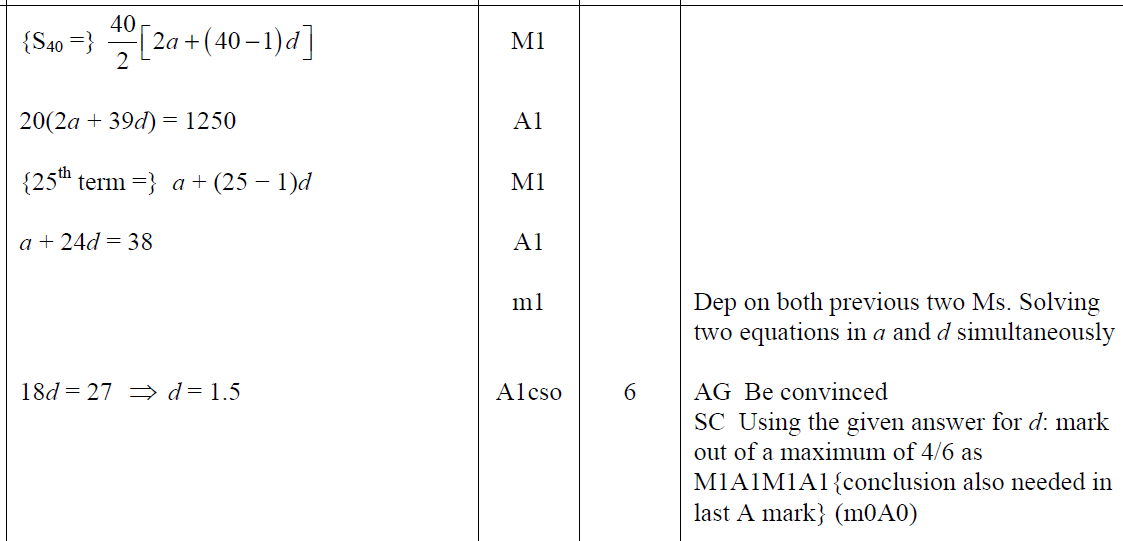 {S₄₀ =} 40/2 [2a + (40 – 1)d] M1
20(2a + 39d) = 1250 A1
{25ᵗʰ term =} a + (25 − 1)d M1
a + 24d = 38 A1
m1 Dep on both previous two Ms. Solving
two equations in a and d simultaneously
18d = 27 ⇒ d = 1.5 A1cso 6 AG Be convinced
SC Using the given answer for d: mark
out of a maximum of 4/6 as
M1A1M1A1{conclusion also needed in
last A mark} (m0A0)